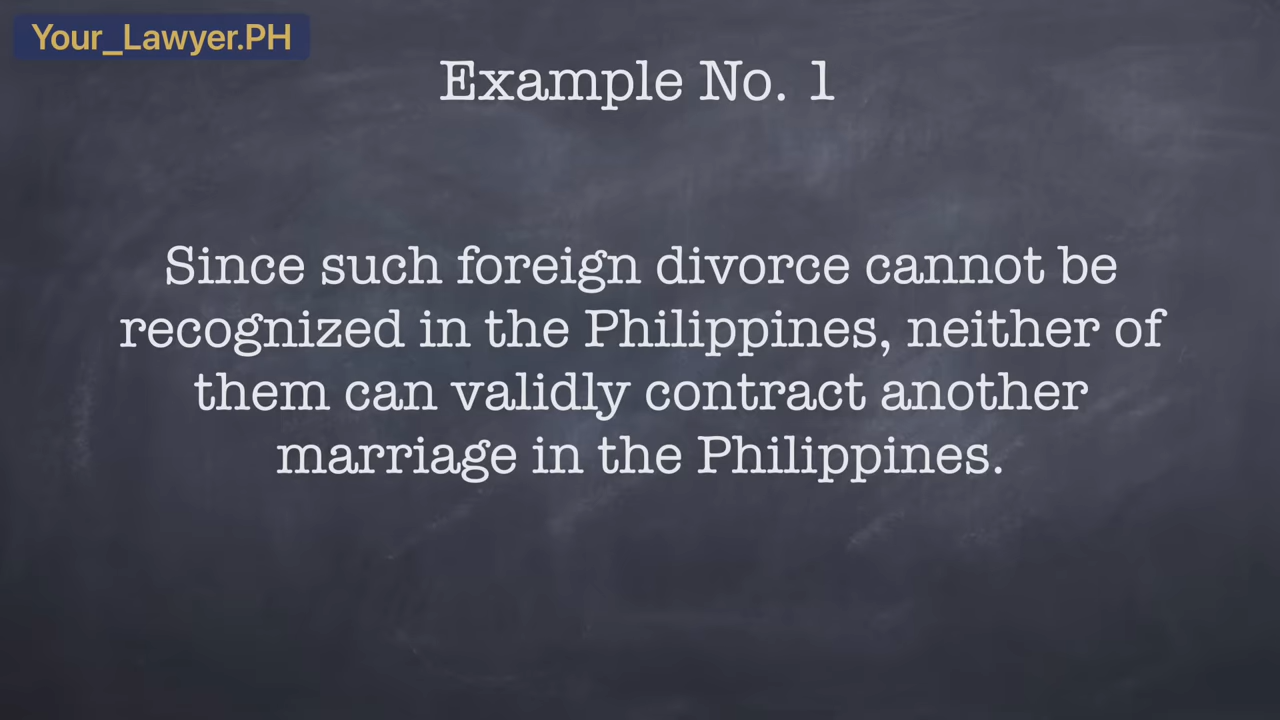 Your_Lawyer.PH
Example No. 1
Since such foreign divorce cannot be
recognized in the Philippines, neither of
them can validly contract another
marriage in the Philippines.